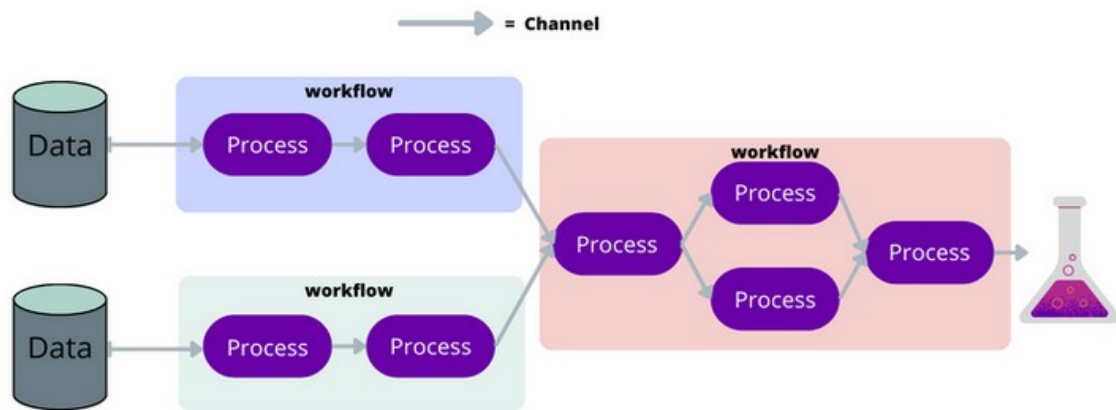 = Channel
workflow
Data
Process
Process
workflow
Process
Process
Process
Process
workflow
Data
Process
Process